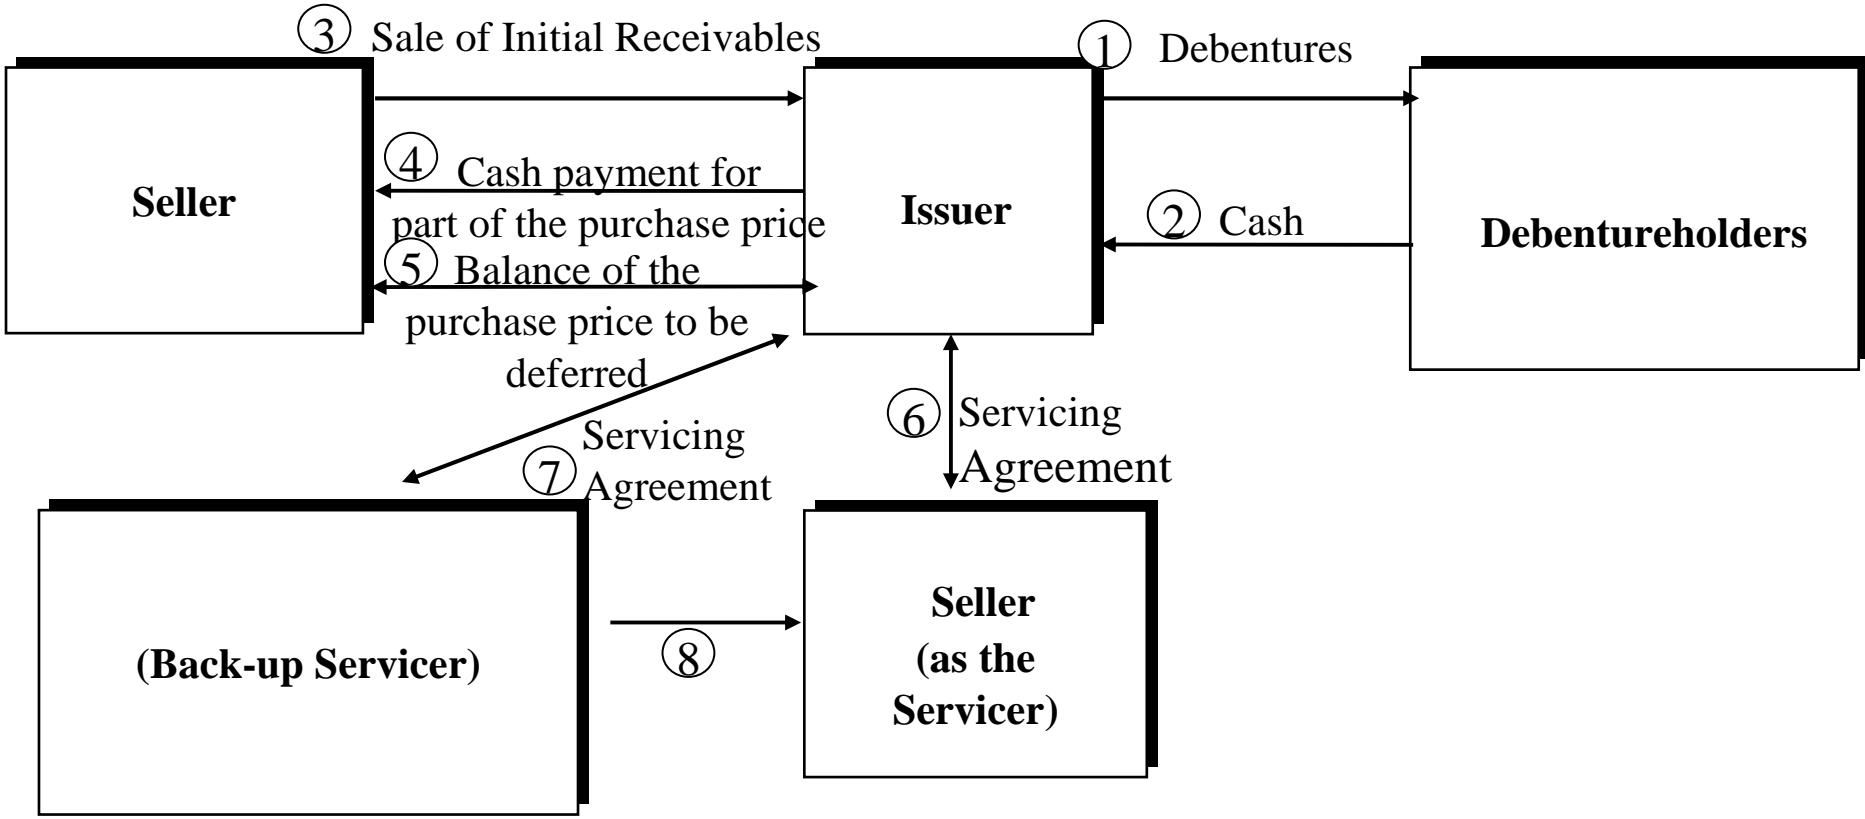 3 Sale of Initial Receivables
1 Debentures
4 Cash payment for
part of the purchase price
Seller
Issuer
2 Cash
Debentureholders
5 Balance of the
purchase price to be
deferred
6 Servicing
Agreement
7 Servicing
Agreement
(Back-up Servicer)
8
Seller
(as the
Servicer)